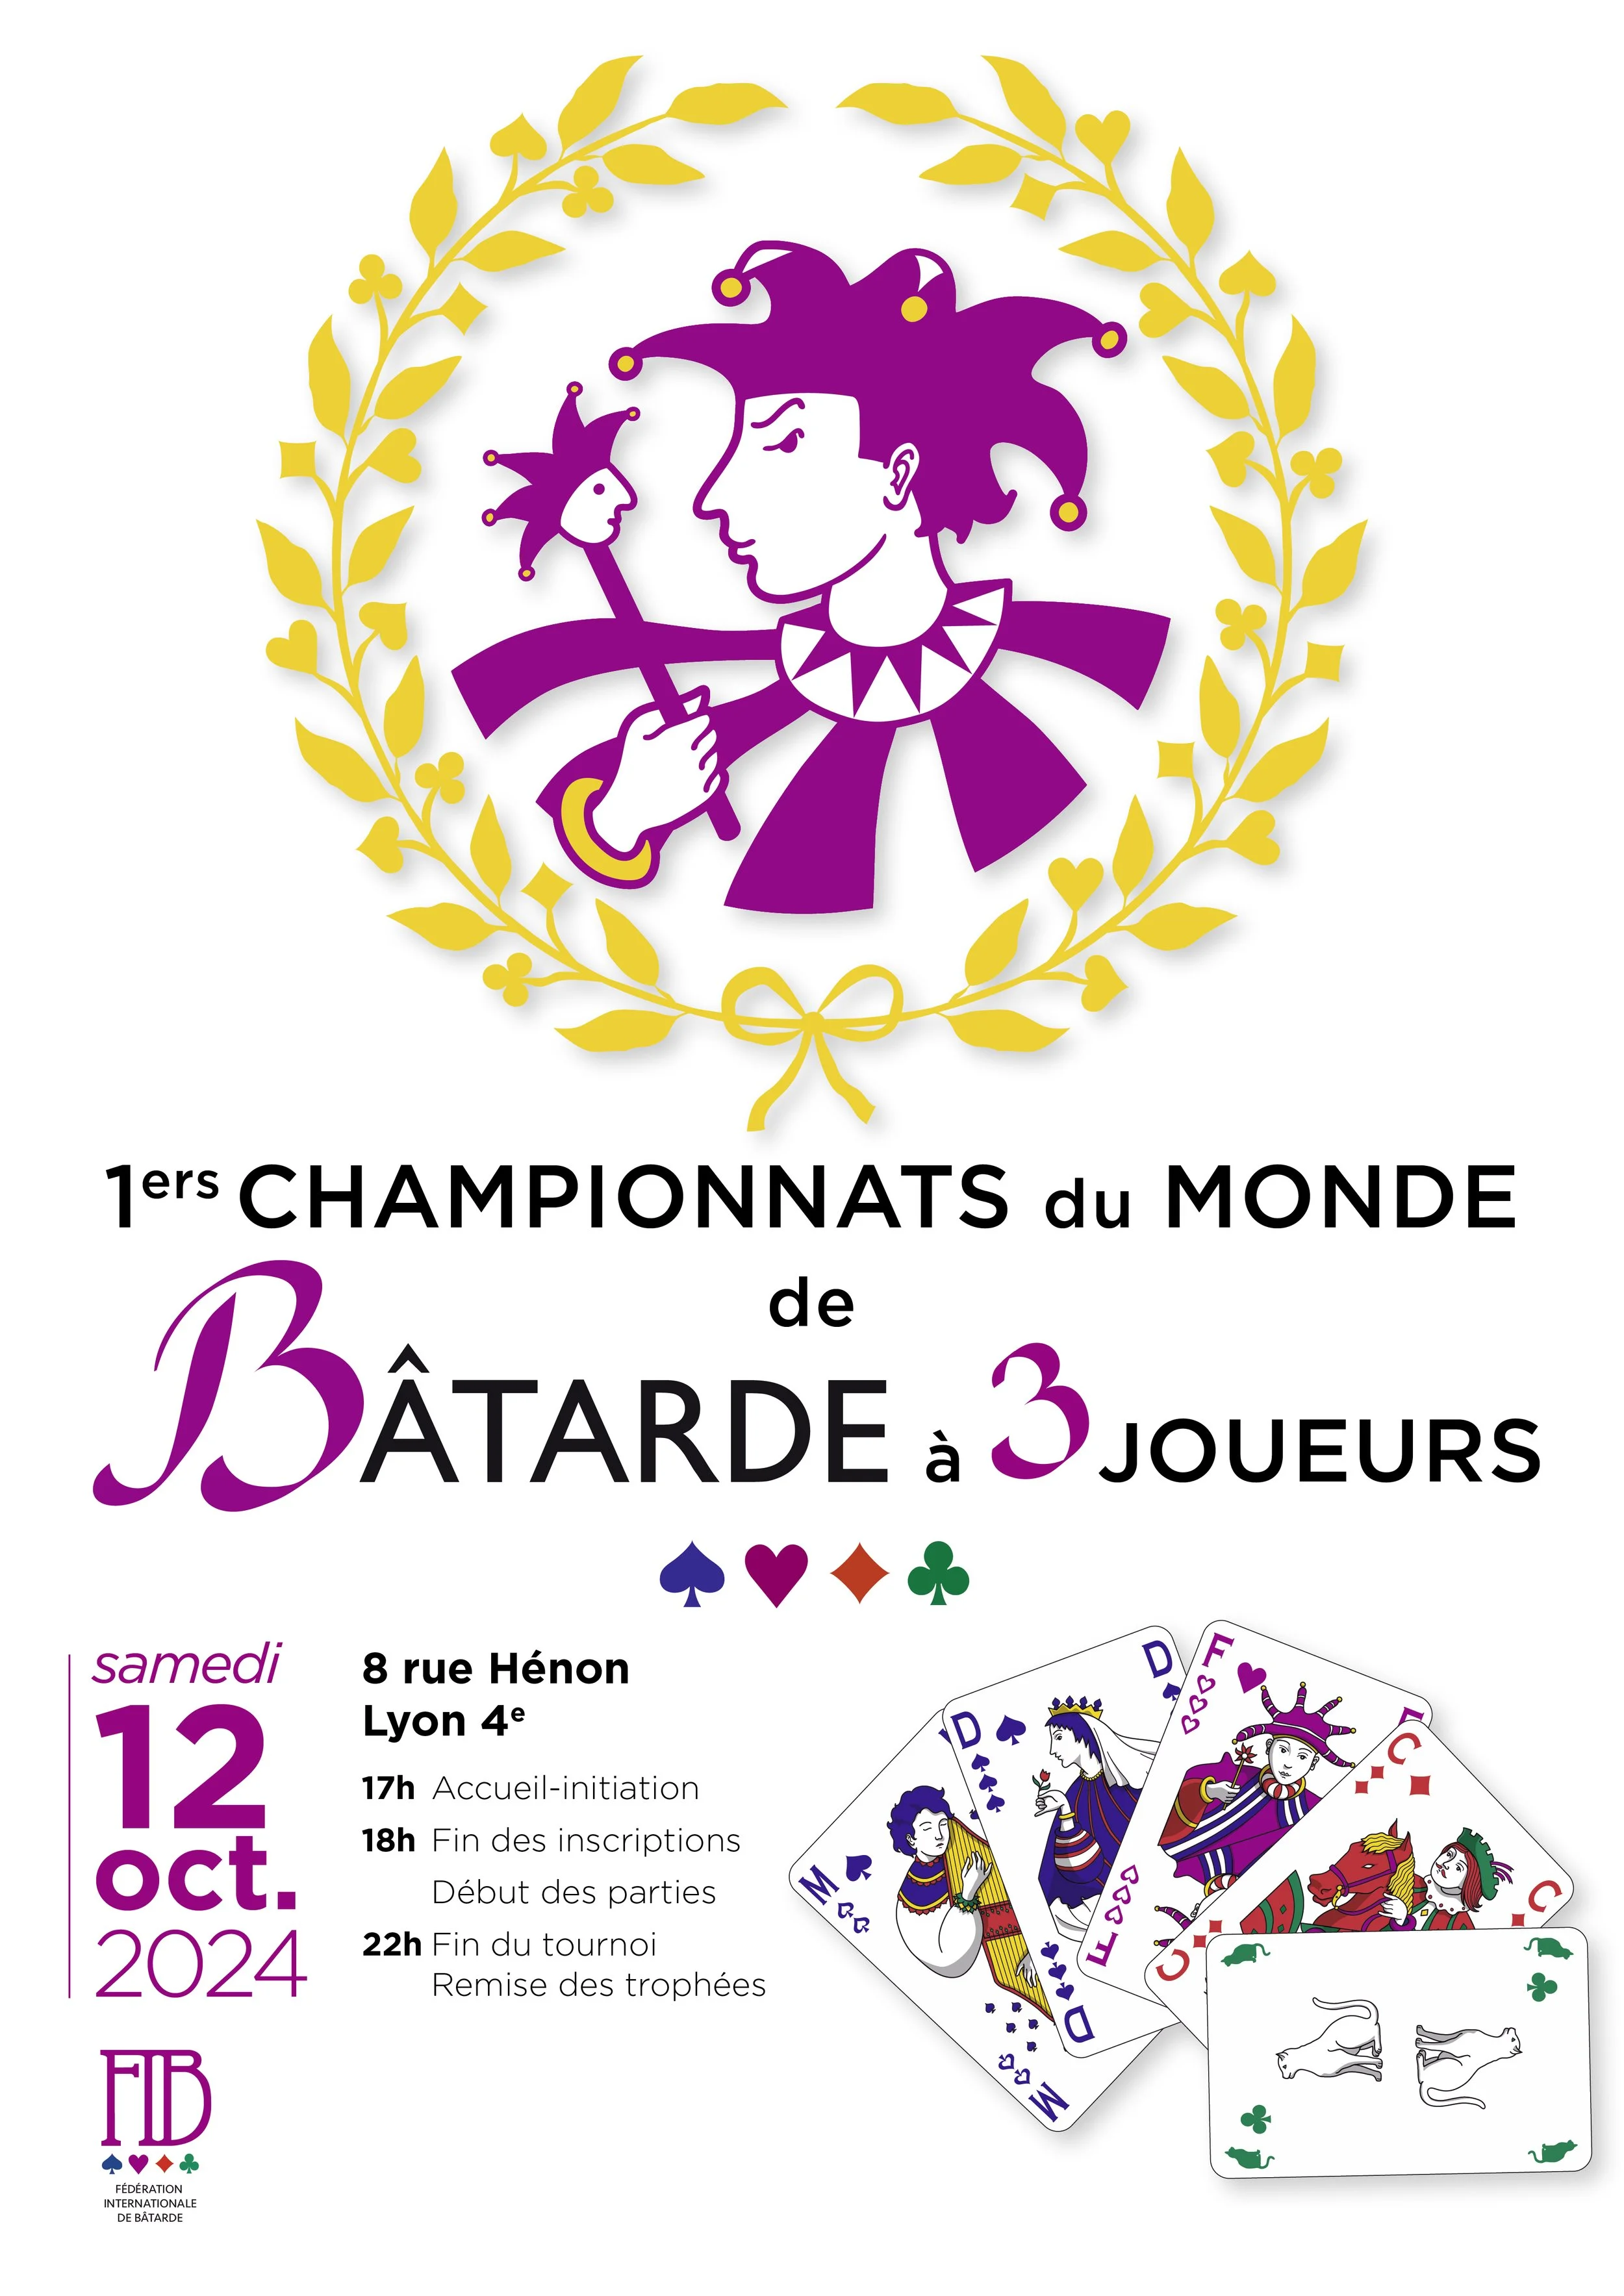 1ers CHAMPIONNATS du MONDE
de
BÂTARDE à 3 JOUEURS
samedi
12
oct.
2024
8 rue Hénon
Lyon 4e
17h Accueil-initiation
18h Fin des inscriptions
Début des parties
22h Fin du tournoi
Remise des trophées
FIB
FÉDÉRATION
INTERNATIONALE
DE BÂTARDE
M
M
D
D
D
F
F
C
C
C